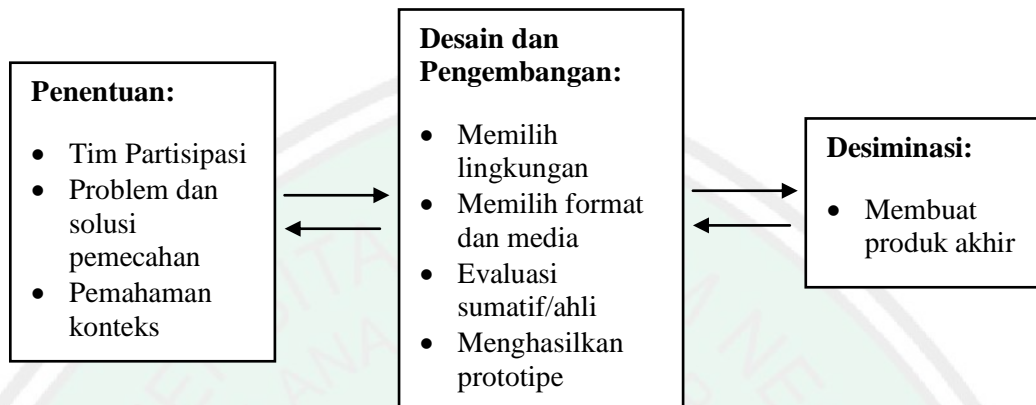 Penentuan:
• Tim Partisipasi
• Problem dan
solusi
pemecahan
• Pemahaman
konteks
Desain dan
Pengembangan:
• Memilih
lingkungan
• Memilih format
dan media
• Evaluasi
sumatif/ahli
• Menghasilkan
prototipe
Desiminasi:
• Membuat
produk akhir